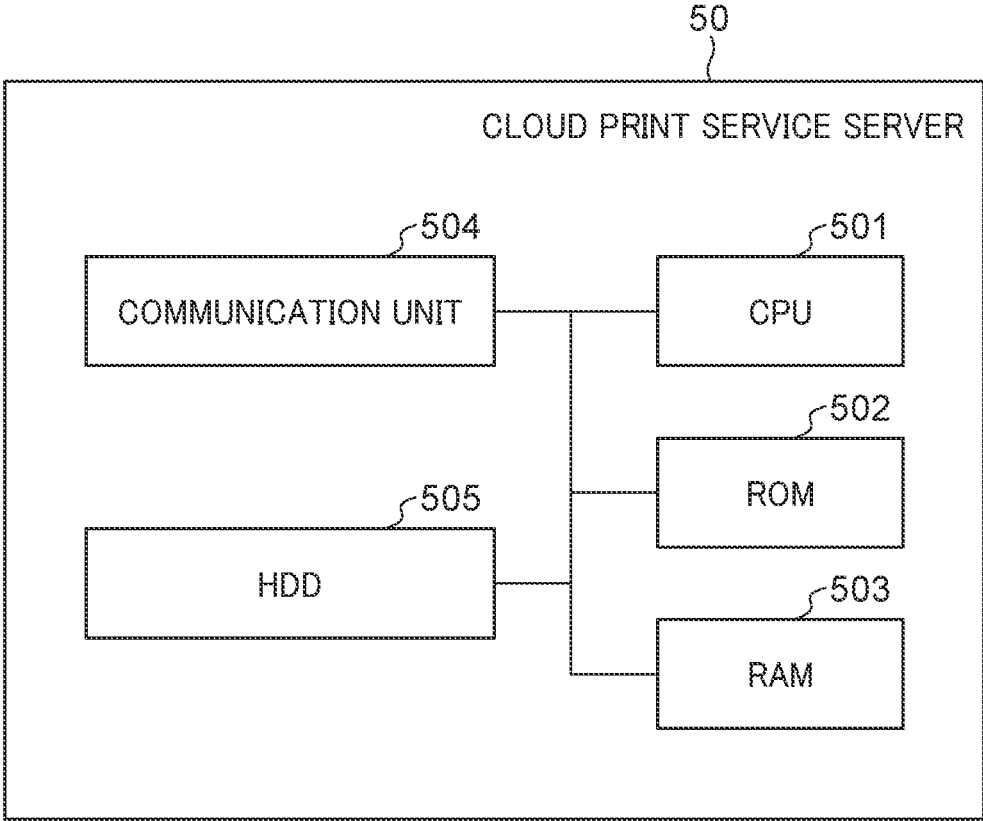 50
CLOUD PRINT SERVICE SERVER
504
COMMUNICATION UNIT
501
CPU
502
ROM
505
HDD
503
RAM